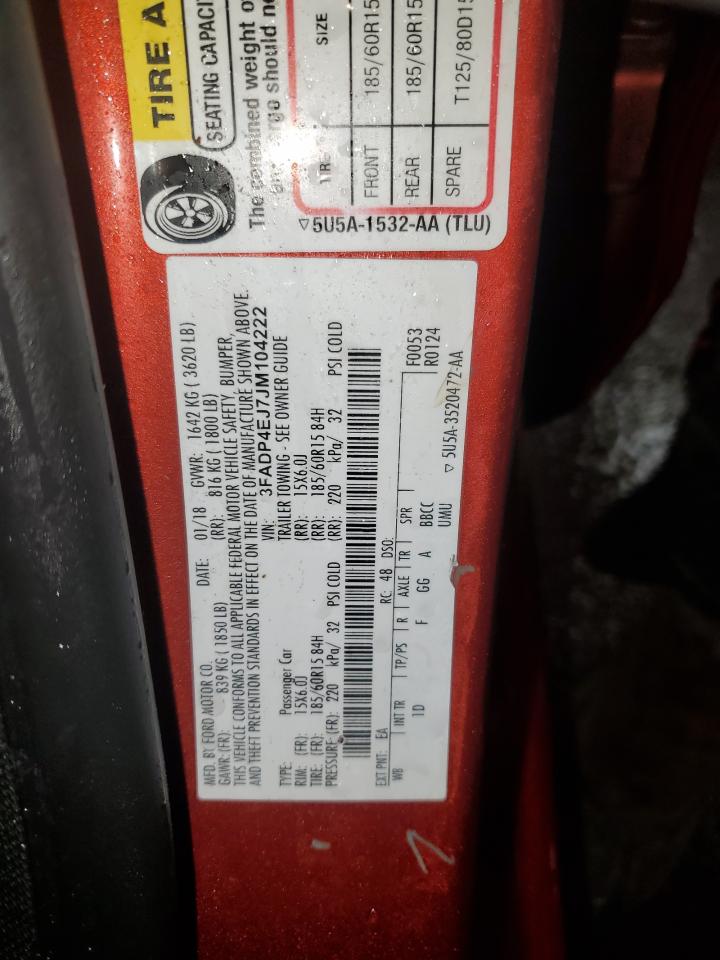 TIRE A
SEATING CAPACI
The combined weight o
should ne
TIRE SIZE
FRONT 185/60R15
REAR 185/60R15
SPARE T125/80D15
▽5U5A-1532-AA (TLU)
MFD. BY FORD MOTOR CO. DATE: 01/18 GVWR: 1642 KG ( 3620 LB)
GAWR: (FR): 839 KG ( 1850 LB) (RR): 816 KG ( 1800 LB)
THIS VEHICLE CONFORMS TO ALL APPLICABLE FEDERAL MOTOR VEHICLE SAFETY, BUMPER,
AND THEFT PREVENTION STANDARDS IN EFFECT ON THE DATE OF MANUFACTURE SHOWN ABOVE.
VIN: 3FADP4EJ7JM104222
TYPE: Passenger Car TRAILER TOWING - SEE OWNER GUIDE
RIM: (FR): 15X6.0J (RR): 15X6.0J
TIRE: (FR): 185/60R15 84H (RR): 185/60R15 84H
PRESSURE: (FR): 220 kPa/ 32 PSI COLD (RR): 220 kPa/ 32 PSI COLD
EXT PNT: EA RC: 48 DSO: F0053
WB INT TR TP/PS R AXLE TR SPR R0124
1D F GG A BBCC
UMU ▽ 5U5A-3520472-AA